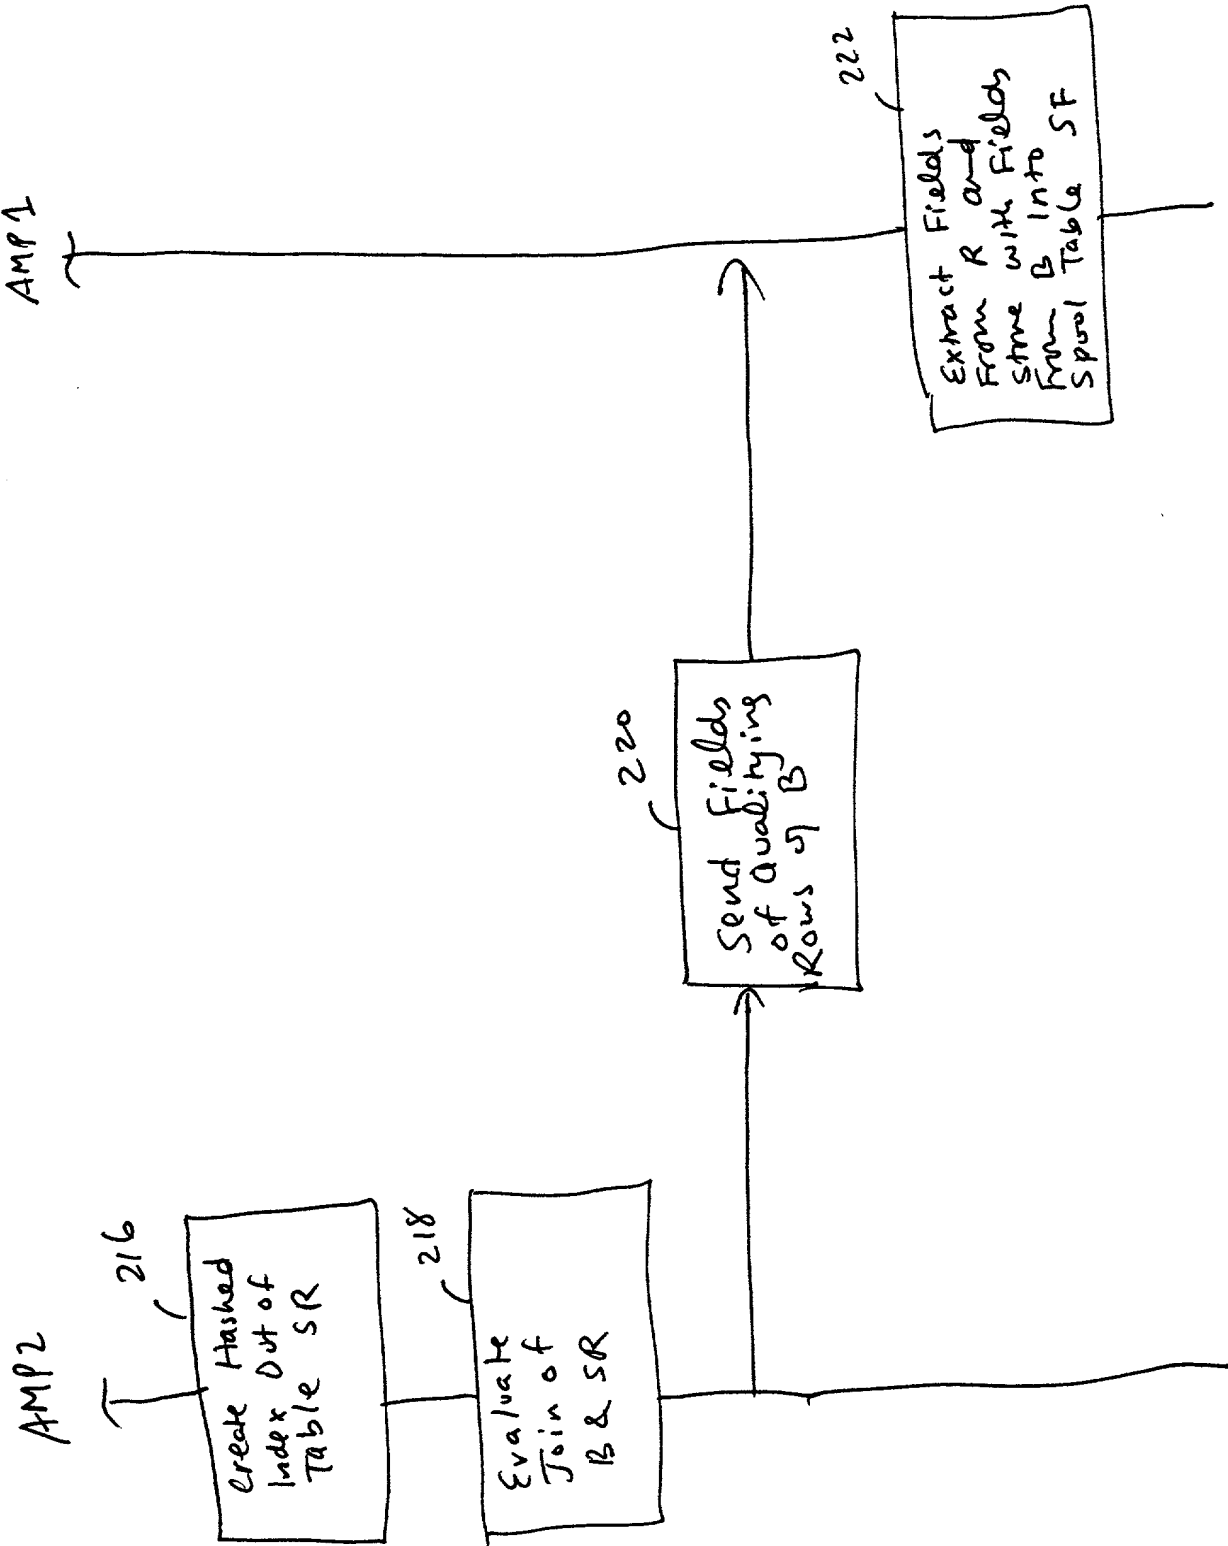 AMP2
216
Create Hashed
Index Out of
Table SR
218
Evaluate
Join of
B & SR
220
Send Fields
of Qualifying
Rows of B
AMP1
222
Extract Fields
From R and
Store with Fields
From B Into
Spool Table SF